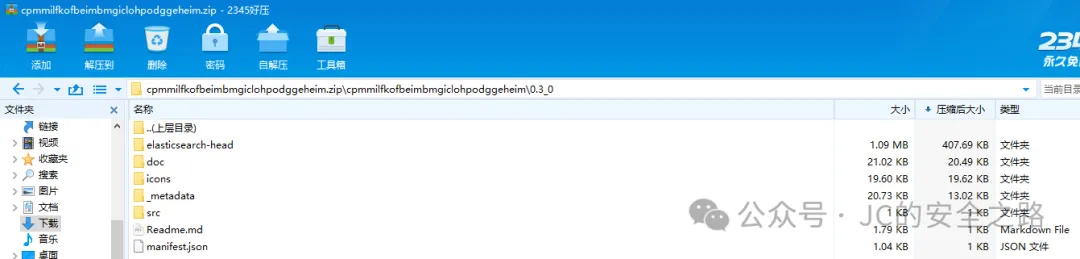 cpmmilfkofbeimbmgiclohpodggeheim.zip - 2345好压
添加 解压到 删除 密码 自解压 工具箱
234
永久免
cpmmilfkofbeimbmgiclohpodggeheim.zip\cpmmilfkofbeimbmgiclohpodggeheim\0.3_0 当前目录
文件夹 名称 大小 压缩后大小 类型
链接 ..(上层目录)
视频 elasticsearch-head 1.09 MB 407.69 KB 文件夹
收藏夹 doc 21.02 KB 20.49 KB 文件夹
搜索 icons 19.60 KB 19.62 KB 文件夹
图片 _metadata 20.73 KB 13.02 KB 文件夹
文档 src 1 KB 1 KB 文件夹
下载 Readme.md 1.79 KB 1 KB Markdown File
音乐 manifest.json 1.04 KB 1 KB JSON 文件
桌面
公众号 · JC的安全之路